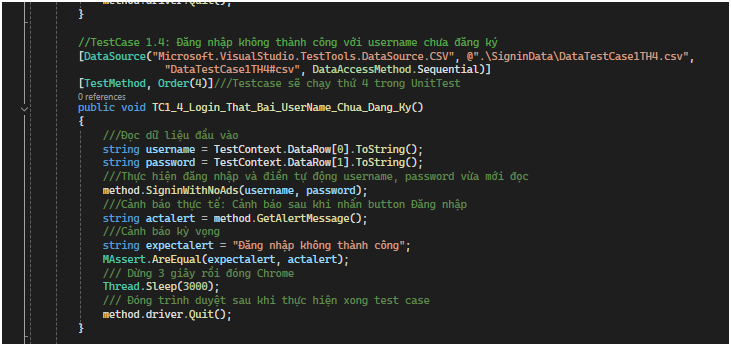 method.driver.Quit();
}
//TestCase 1.4: Đăng nhập không thành công với username chưa đăng ký
[DataSource("Microsoft.VisualStudio.TestTools.DataSource.CSV", @".\SigninData\DataTestCase1TH4.csv",
"DataTestCase1TH4#csv", DataAccessMethod.Sequential)]
[TestMethod, Order(4)]///Testcase sẽ chạy thứ 4 trong UnitTest
0 references
public void TC1_4_Login_That_Bai_UserName_Chua_Dang_Ky()
{
///Đọc dữ liệu đầu vào
string username = TestContext.DataRow[0].ToString();
string password = TestContext.DataRow[1].ToString();
///Thực hiện đăng nhập và điền tự động username, password vừa mới đọc
method.SigninWithNoAds(username, password);
///Cảnh báo thực tế: Cảnh báo sau khi nhấn button Đăng nhập
string actalert = method.GetAlertMessage();
///Cảnh báo kỳ vọng
string expectalert = "Đăng nhập không thành công";
MAssert.AreEqual(expectalert, actalert);
/// Dừng 3 giây rồi đóng Chrome
Thread.Sleep(3000);
/// Đóng trình duyệt sau khi thực hiện xong test case
method.driver.Quit();
}